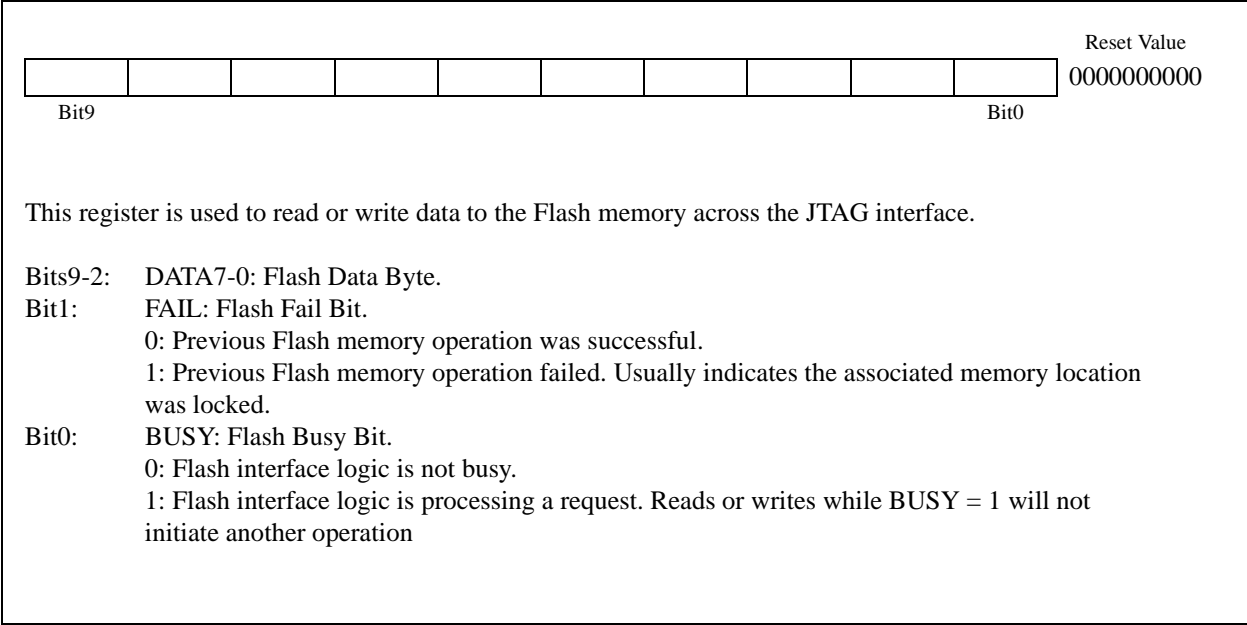 Reset Value
0000000000
Bit9 Bit0
This register is used to read or write data to the Flash memory across the JTAG interface.
Bits9-2: DATA7-0: Flash Data Byte.
Bit1: FAIL: Flash Fail Bit.
0: Previous Flash memory operation was successful.
1: Previous Flash memory operation failed. Usually indicates the associated memory location
was locked.
Bit0: BUSY: Flash Busy Bit.
0: Flash interface logic is not busy.
1: Flash interface logic is processing a request. Reads or writes while BUSY = 1 will not
initiate another operation